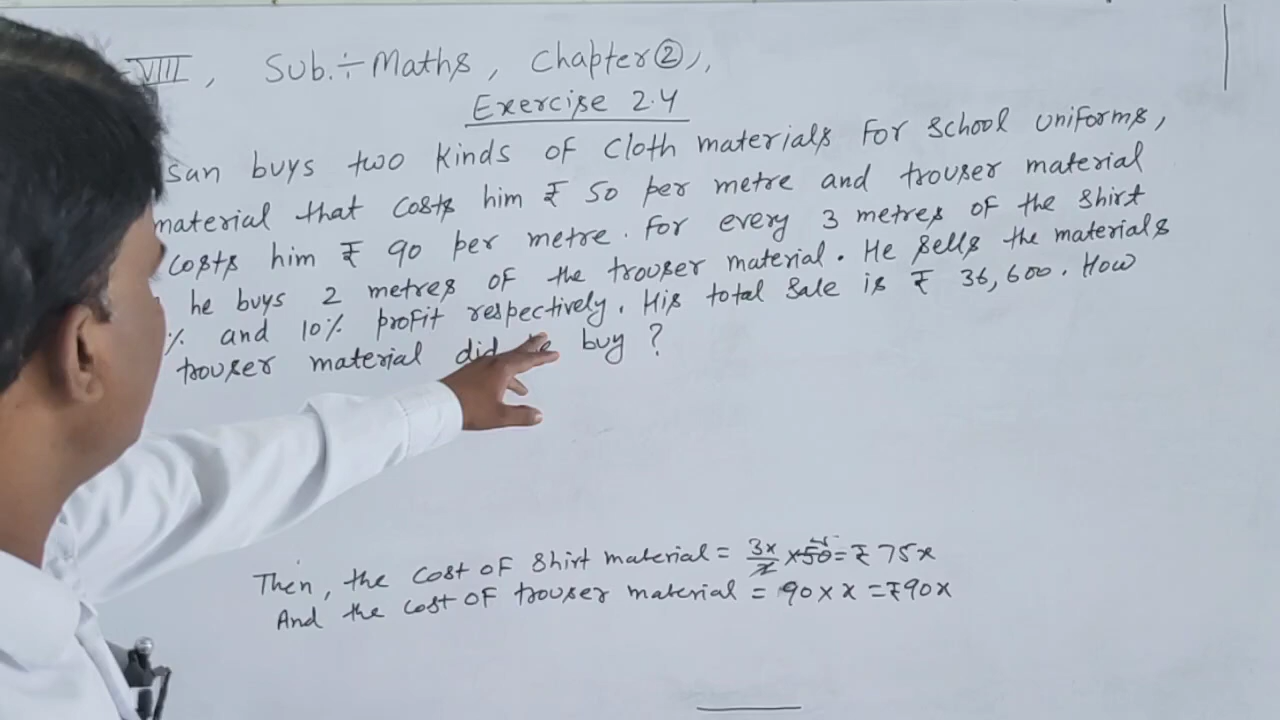 VIII, Sub.÷ Maths, Chapter ②,,
Exercise 2.4
san buys two kinds of cloth materials for school uniforms,
material that costs him ₹ 50 per metre and trouser material
costs him ₹ 90 per metre. For every 3 metres of the shirt
he buys 2 metres of the trouser material. He sells the materials
% and 10% profit respectively. His total sale is ₹ 36,600. How
trouser material did buy ?
Then, the cost of shirt material = 3x/2 × 50 = ₹ 75x
And the cost of trouser material = 90 × x = ₹90x